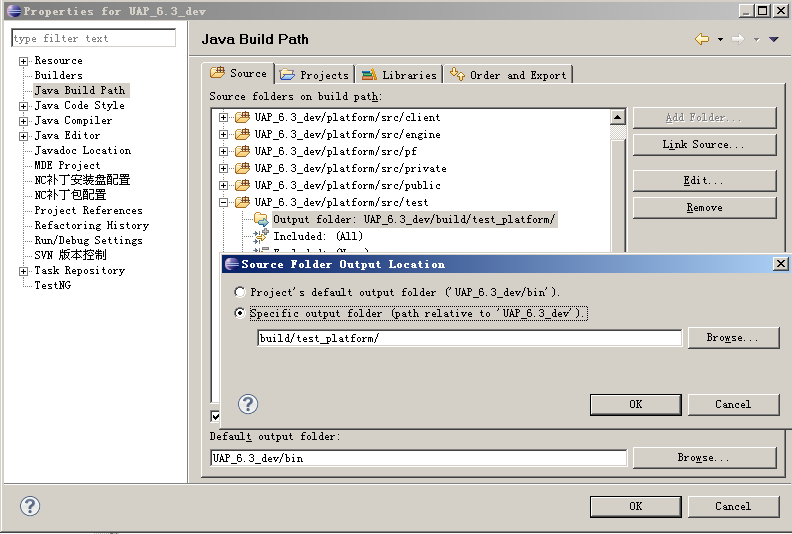 Properties for UAP_6.3_dev
type filter text
Resource
Builders
Java Build Path
Java Code Style
Java Compiler
Java Editor
Javadoc Location
MDE Project
NC补丁安装盘配置
NC补丁包配置
Project References
Refactoring History
Run/Debug Settings
SVN 版本控制
Task Repository
TestNG
Java Build Path
Source
Projects
Libraries
Order and Export
Source folders on build path:
UAP_6.3_dev/platform/src/client
UAP_6.3_dev/platform/src/engine
UAP_6.3_dev/platform/src/pf
UAP_6.3_dev/platform/src/private
UAP_6.3_dev/platform/src/public
UAP_6.3_dev/platform/src/test
Output folder: UAP_6.3_dev/build/test_platform/
Included: (All)
Add Folder...
Link Source...
Edit...
Remove
Source Folder Output Location
Project's default output folder ('UAP_6.3_dev/bin').
Specific output folder (path relative to 'UAP_6.3_dev').
build/test_platform/
Browse...
OK
Cancel
Default output folder:
UAP_6.3_dev/bin
Browse...
OK
Cancel